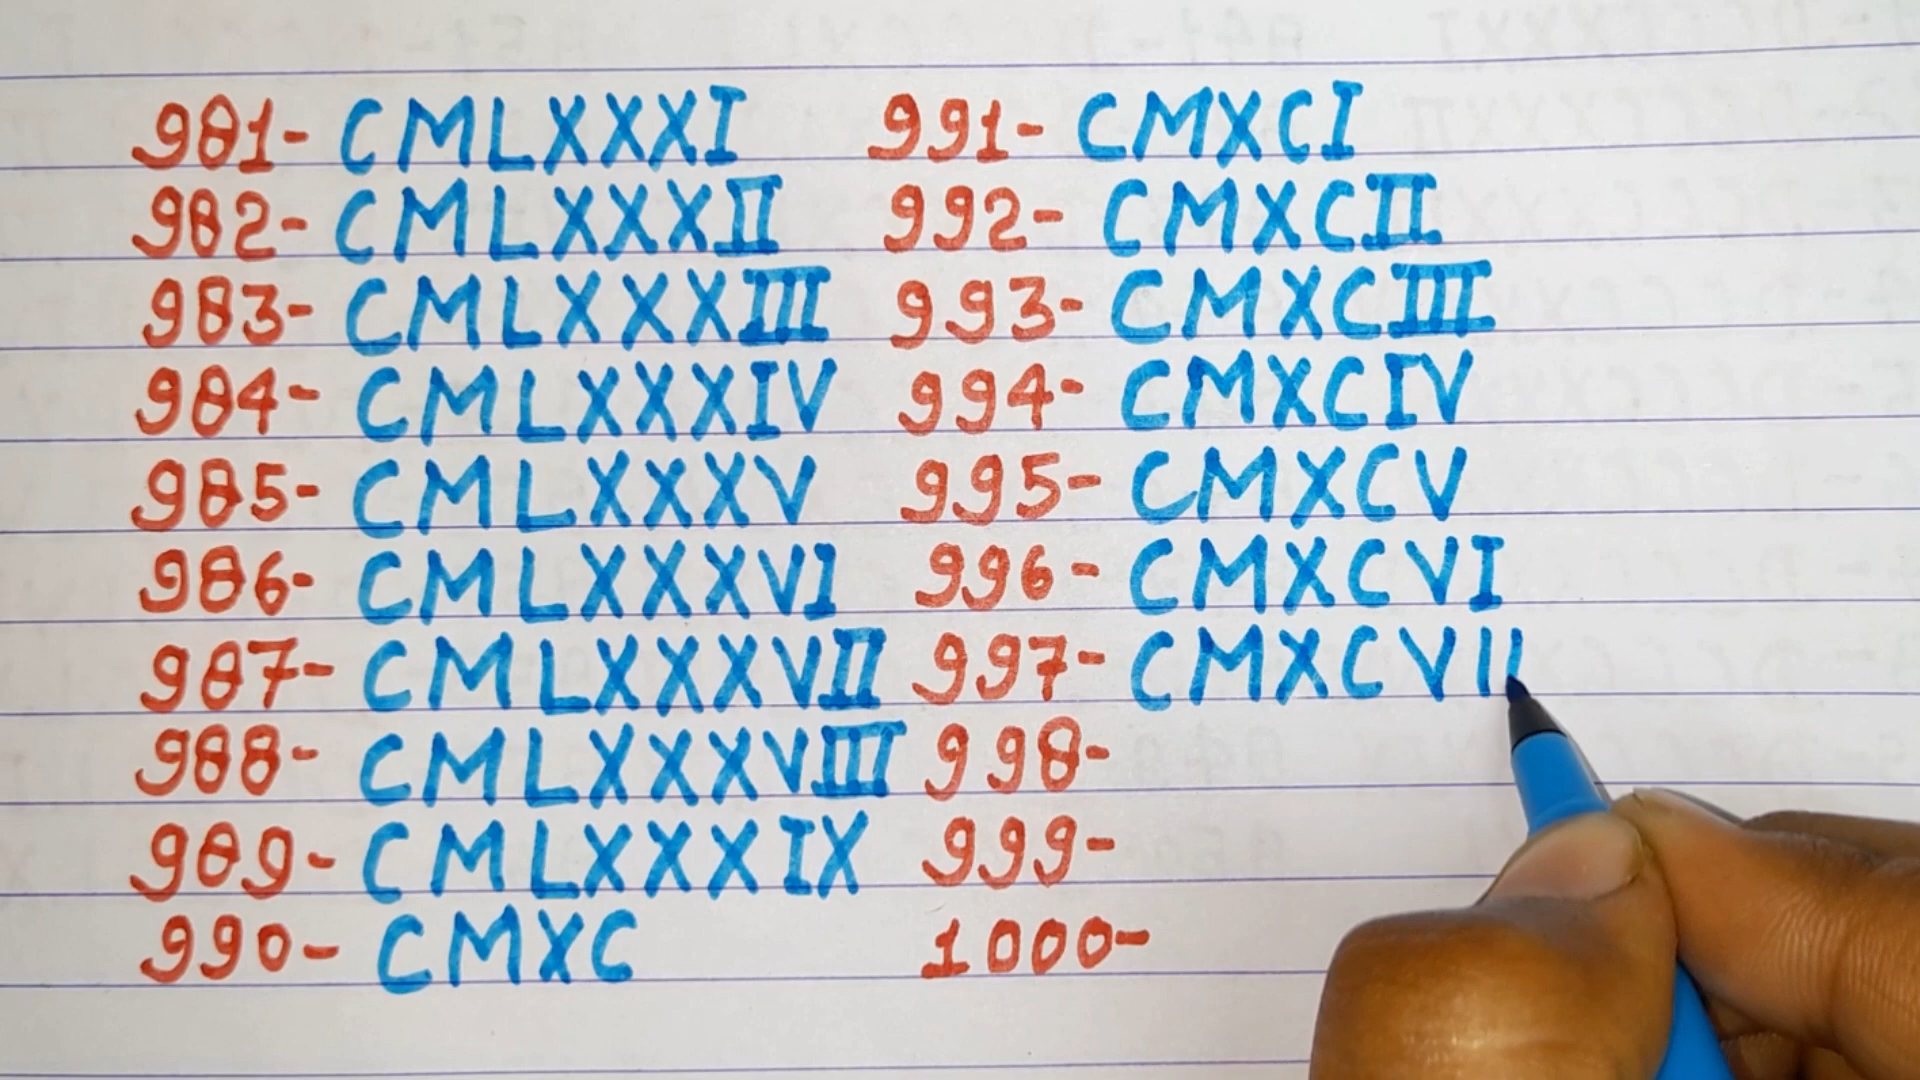 981- CMLXXXI
982- CMLXXXII
983- CMLXXXIII
984- CMLXXXIV
985- CMLXXXV
986- CMLXXXVI
987- CMLXXXVII
988- CMLXXXVIII
989- CMLXXXIX
990- CMXC
991- CMXCI
992- CMXCII
993- CMXCIII
994- CMXCIV
995- CMXCV
996- CMXCVI
997- CMXCVII
998-
999-
1000-